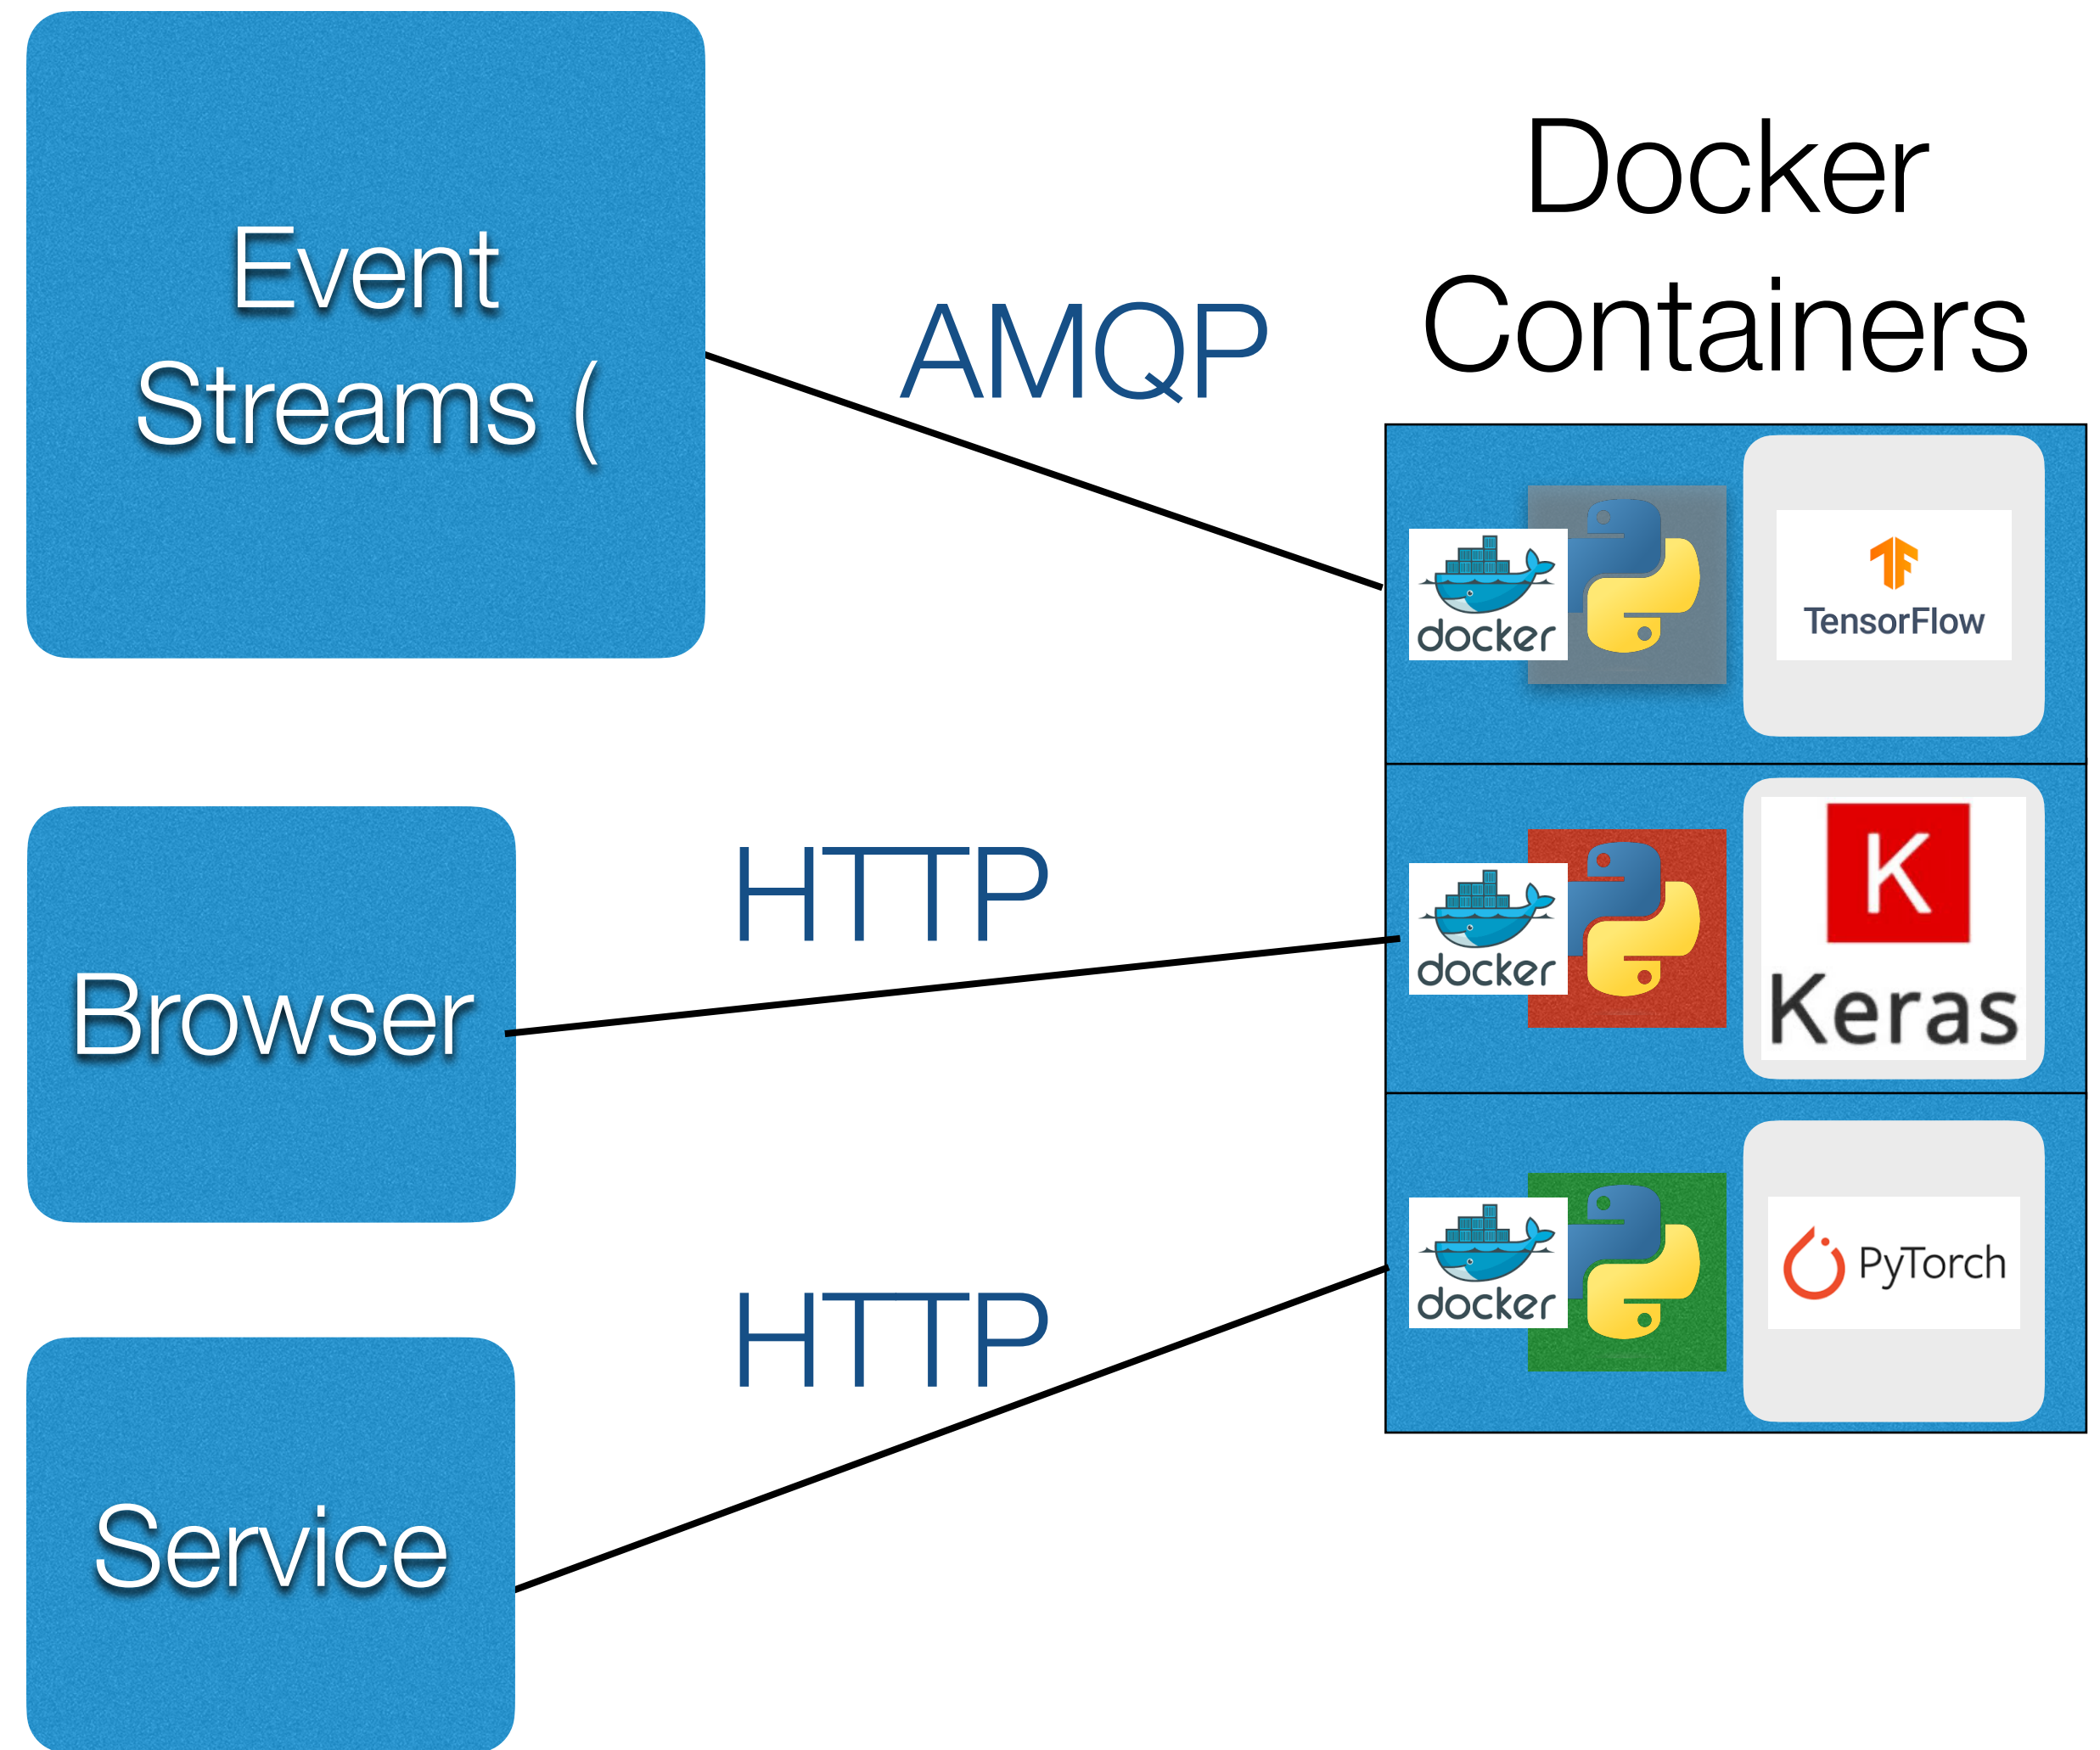 Event
Streams (
AMQP
Docker
Containers
docker
TensorFlow
Browser
HTTP
docker
K
Keras
Service
HTTP
docker
PyTorch